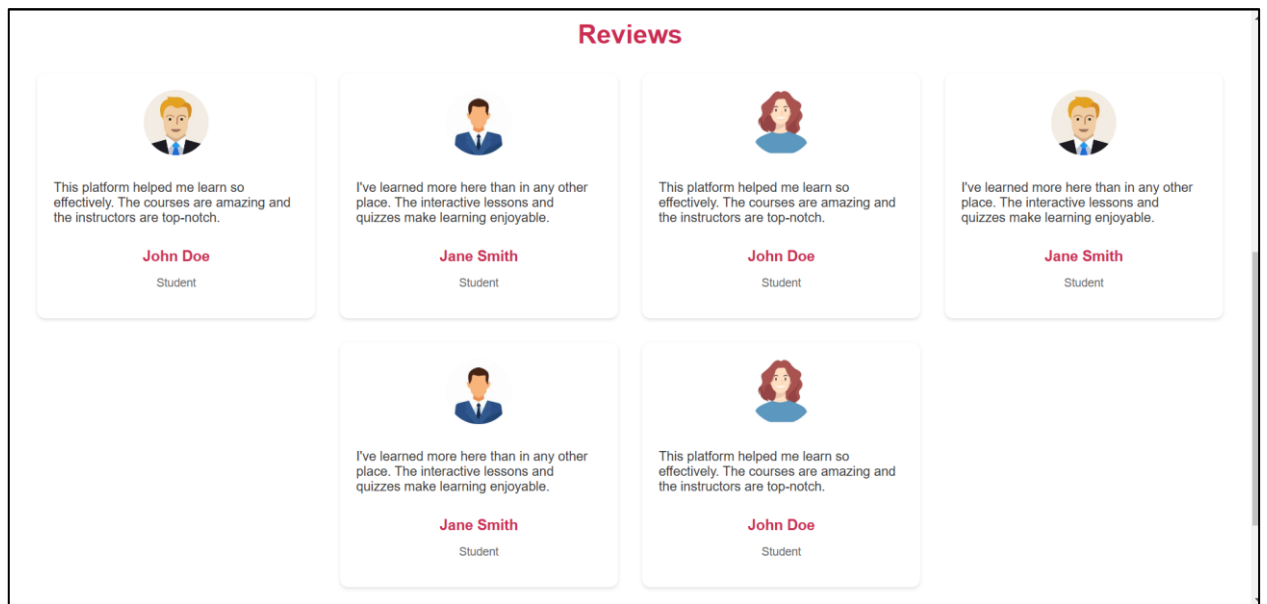 Reviews
This platform helped me learn so
effectively. The courses are amazing and
the instructors are top-notch.
John Doe
Student
I've learned more here than in any other
place. The interactive lessons and
quizzes make learning enjoyable.
Jane Smith
Student
This platform helped me learn so
effectively. The courses are amazing and
the instructors are top-notch.
John Doe
Student
I've learned more here than in any other
place. The interactive lessons and
quizzes make learning enjoyable.
Jane Smith
Student
I've learned more here than in any other
place. The interactive lessons and
quizzes make learning enjoyable.
Jane Smith
Student
This platform helped me learn so
effectively. The courses are amazing and
the instructors are top-notch.
John Doe
Student